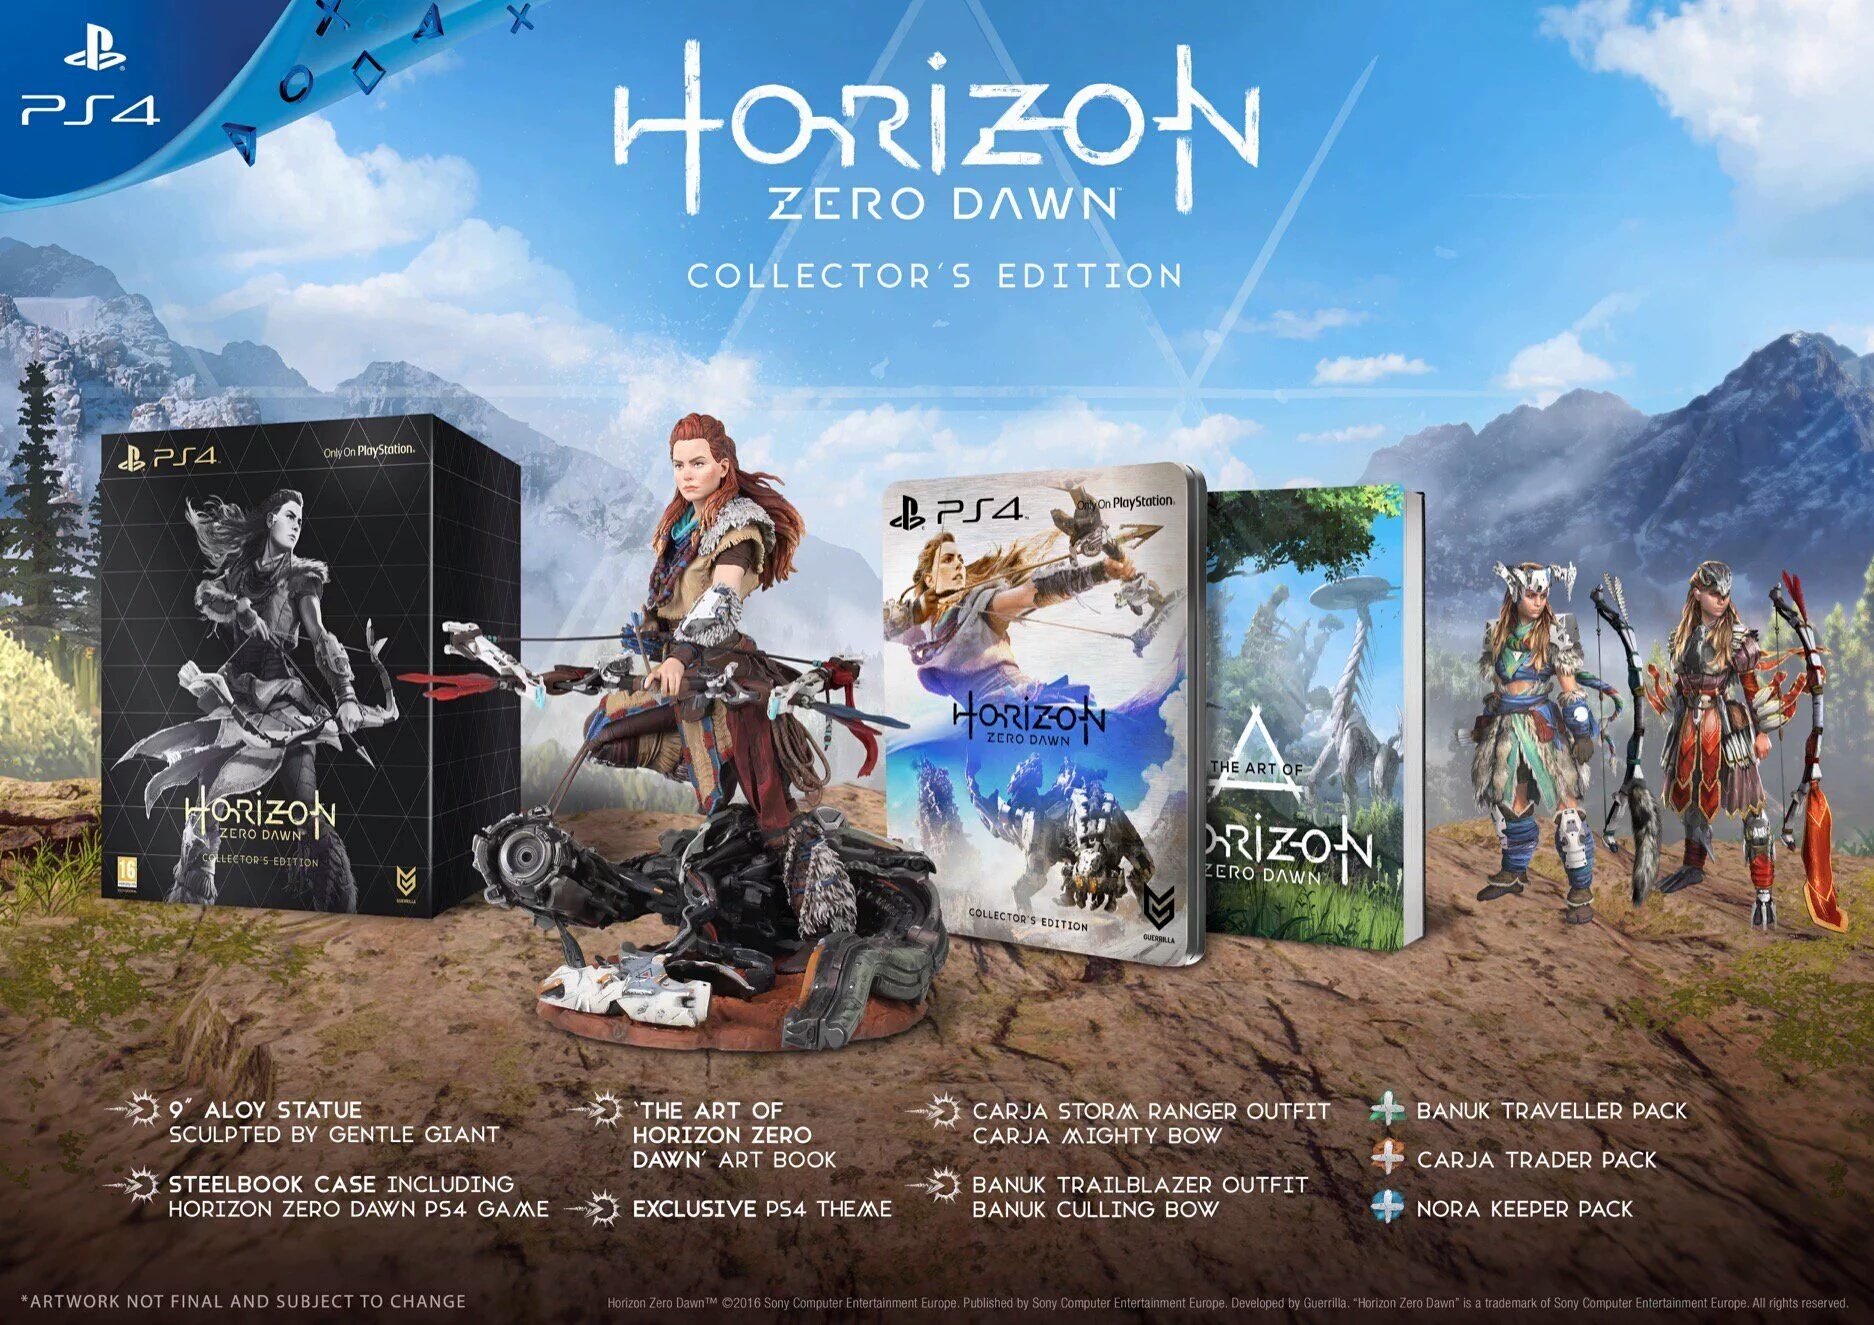 PS4
HORIZON
ZERO DAWN™
COLLECTOR'S EDITION
PS4
Only On PlayStation.
HORIZON
ZERO DAWN
COLLECTOR'S EDITION
16
GUERRILLA
PS4
Only On PlayStation.
HORIZON
ZERO DAWN
COLLECTOR'S EDITION
GUERRILLA
THE ART OF
ORIZON
ZERO DAWN
9" ALOY STATUE
SCULPTED BY GENTLE GIANT
STEELBOOK CASE INCLUDING
HORIZON ZERO DAWN PS4 GAME
'THE ART OF
HORIZON ZERO
DAWN' ART BOOK
EXCLUSIVE PS4 THEME
CARJA STORM RANGER OUTFIT
CARJA MIGHTY BOW
BANUK TRAILBLAZER OUTFIT
BANUK CULLING BOW
BANUK TRAVELLER PACK
CARJA TRADER PACK
NORA KEEPER PACK
*ARTWORK NOT FINAL AND SUBJECT TO CHANGE
Horizon Zero Dawn™ ©2016 Sony Computer Entertainment Europe. Published by Sony Computer Entertainment Europe. Developed by Guerrilla. "Horizon Zero Dawn" is a trademark of Sony Computer Entertainment Europe. All rights reserved.